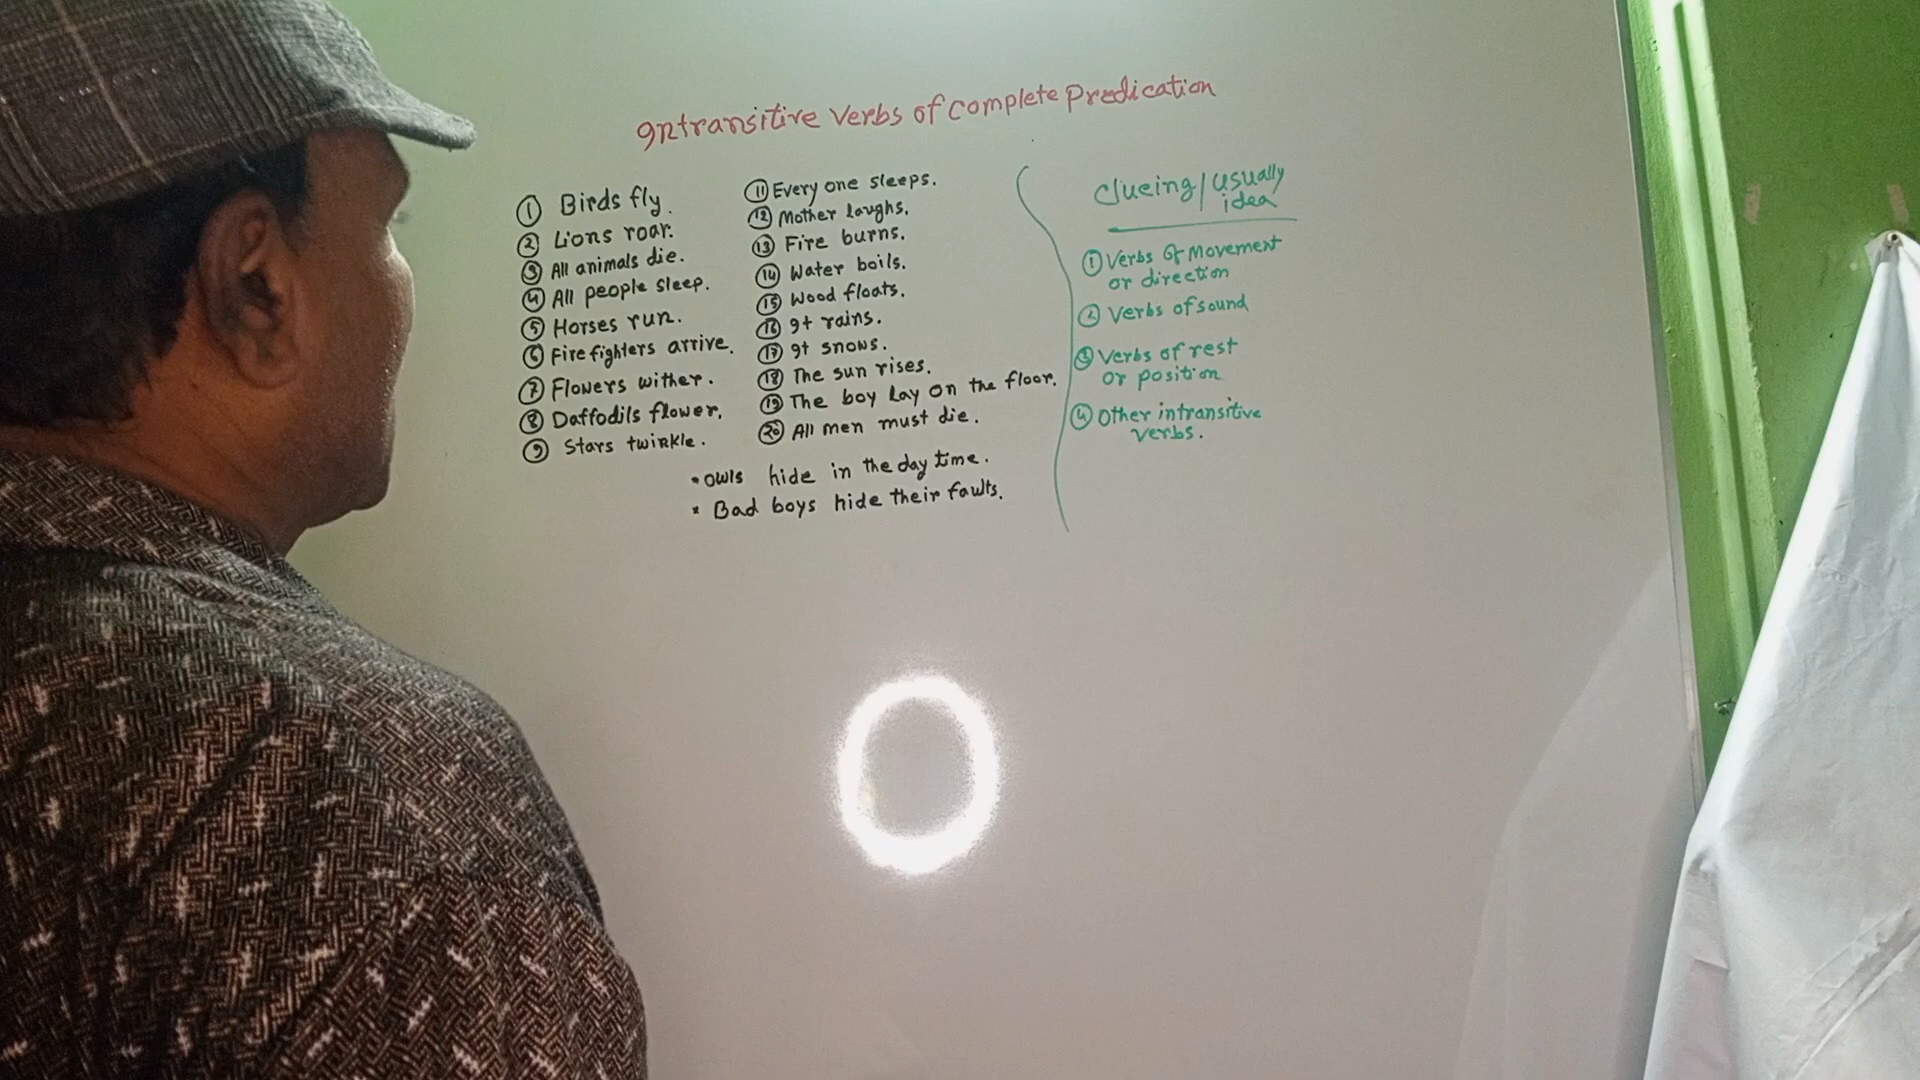 Intransitive Verbs of complete Predication
① Birds fly.
② Lions roar.
③ All animals die.
④ All people sleep.
⑤ Horses run.
⑥ Fire fighters arrive.
⑦ Flowers wither.
⑧ Daffodils flower.
⑨ Stars twinkle.
⑪ Every one sleeps.
⑫ Mother laughs.
⑬ Fire burns.
⑭ Water boils.
⑮ Wood floats.
⑯ It rains.
⑰ It snows.
⑱ The sun rises.
⑲ The boy lay on the floor.
⑳ All men must die.
• Owls hide in the day time.
* Bad boys hide their faults.
Clueing/usually
idea
① Verbs of Movement
or direction
② Verbs of sound
③ Verbs of rest
or position
④ Other intransitive
verbs.